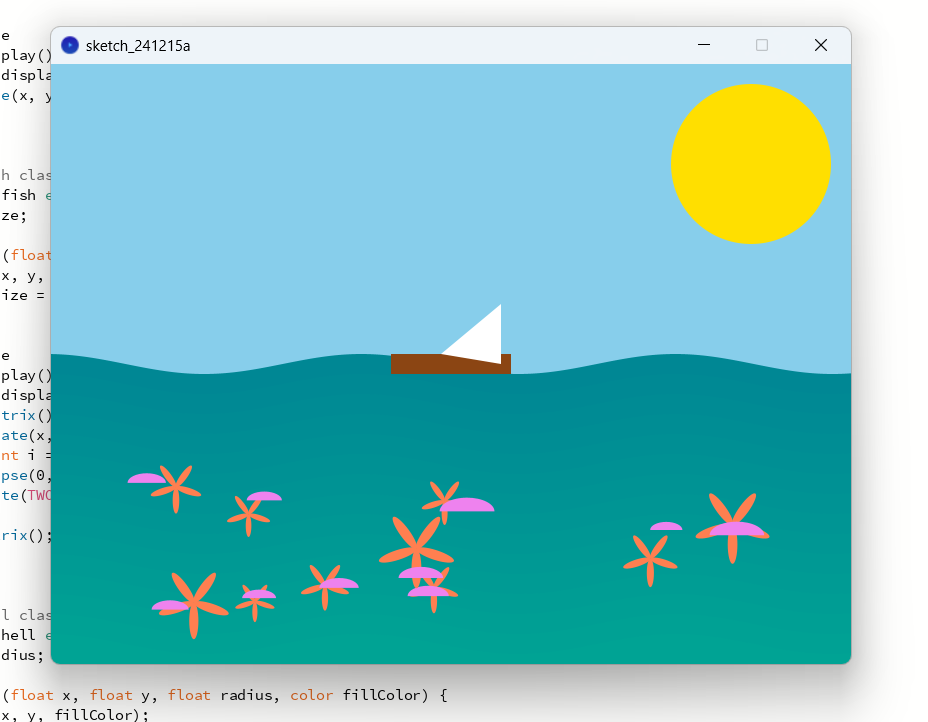 e
sketch_241215a
play()
displa
e(x, y
h clas
fish e
ze;
(float
x, y,
ize =
e
play()
displa
trix()
ate(x,
nt i =
pse(0,
te(TWO
rix();
l clas
hell e
dius;
(float x, float y, float radius, color fillColor) {
x, y, fillColor);